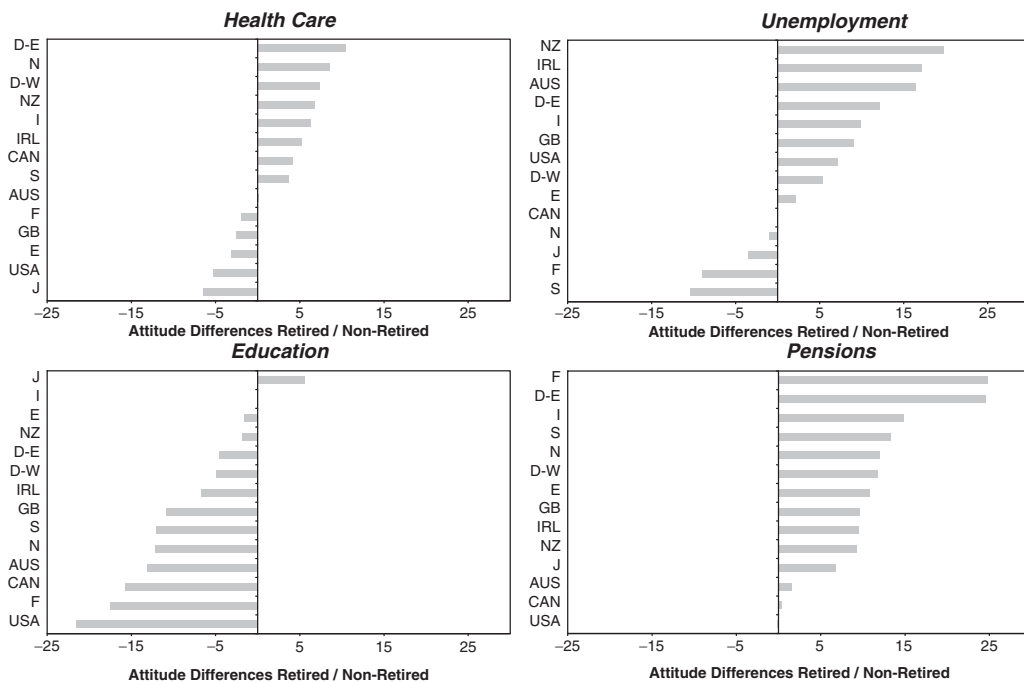 Health Care
D-E
N
D-W
NZ
I
IRL
CAN
S
AUS
F
GB
E
USA
J
−25 −15 −5 5 15 25
Attitude Differences Retired / Non-Retired
Unemployment
NZ
IRL
AUS
D-E
I
GB
USA
D-W
E
CAN
N
J
F
S
−25 −15 −5 5 15 25
Attitude Differences Retired / Non-Retired
Education
J
I
E
NZ
D-E
D-W
IRL
GB
S
N
AUS
CAN
F
USA
−25 −15 −5 5 15 25
Attitude Differences Retired / Non-Retired
Pensions
F
D-E
I
S
N
D-W
E
GB
IRL
NZ
J
AUS
CAN
USA
−25 −15 −5 5 15 25
Attitude Differences Retired / Non-Retired